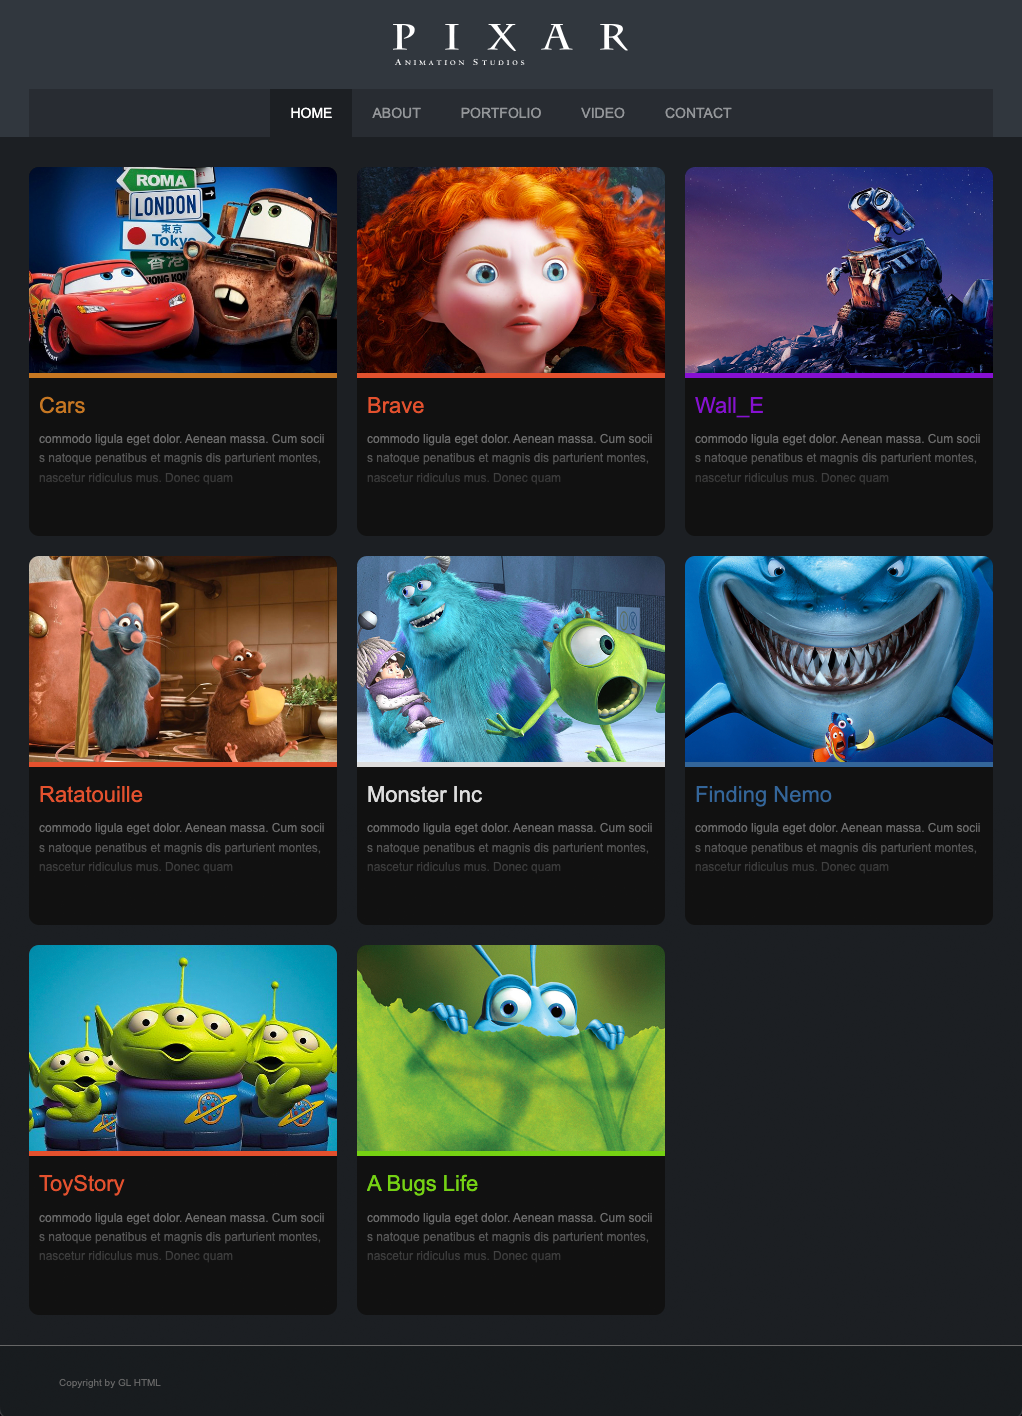 PIXAR
ANIMATION STUDIOS
HOME ABOUT PORTFOLIO VIDEO CONTACT
ROMA
LONDON
東京
Tokyo
香港
HONG KONG
Cars
commodo ligula eget dolor. Aenean massa. Cum socii
s natoque penatibus et magnis dis parturient montes,
nascetur ridiculus mus. Donec quam
Brave
commodo ligula eget dolor. Aenean massa. Cum socii
s natoque penatibus et magnis dis parturient montes,
nascetur ridiculus mus. Donec quam
Wall_E
commodo ligula eget dolor. Aenean massa. Cum socii
s natoque penatibus et magnis dis parturient montes,
nascetur ridiculus mus. Donec quam
Ratatouille
commodo ligula eget dolor. Aenean massa. Cum socii
s natoque penatibus et magnis dis parturient montes,
nascetur ridiculus mus. Donec quam
Monster Inc
commodo ligula eget dolor. Aenean massa. Cum socii
s natoque penatibus et magnis dis parturient montes,
nascetur ridiculus mus. Donec quam
Finding Nemo
commodo ligula eget dolor. Aenean massa. Cum socii
s natoque penatibus et magnis dis parturient montes,
nascetur ridiculus mus. Donec quam
ToyStory
commodo ligula eget dolor. Aenean massa. Cum socii
s natoque penatibus et magnis dis parturient montes,
nascetur ridiculus mus. Donec quam
A Bugs Life
commodo ligula eget dolor. Aenean massa. Cum socii
s natoque penatibus et magnis dis parturient montes,
nascetur ridiculus mus. Donec quam
Copyright by GL HTML